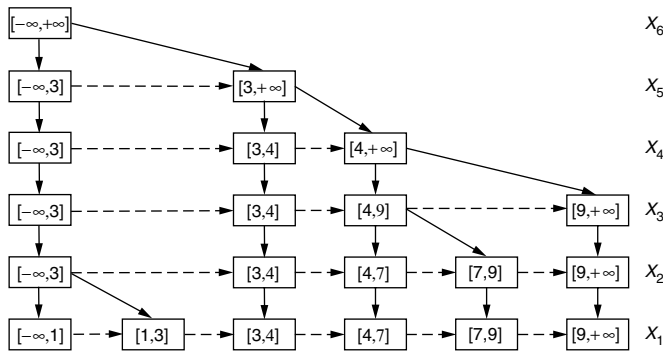 [−∞,+∞] X6
[−∞,3] [3,+∞] X5
[−∞,3] [3,4] [4,+∞] X4
[−∞,3] [3,4] [4,9] [9,+∞] X3
[−∞,3] [3,4] [4,7] [7,9] [9,+∞] X2
[−∞,1] [1,3] [3,4] [4,7] [7,9] [9,+∞] X1